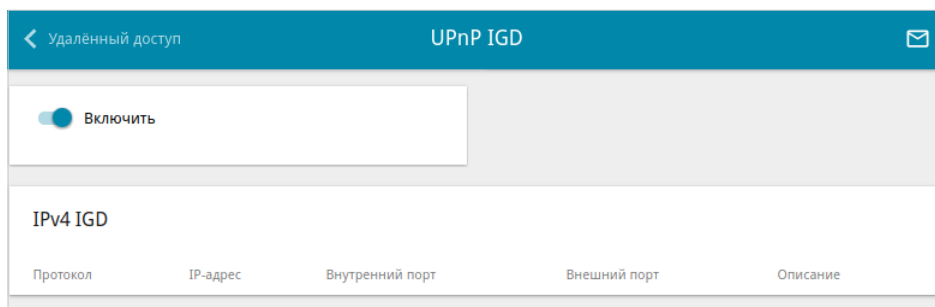 Удалённый доступ UPnP IGD
Включить
IPv4 IGD
Протокол IP-адрес Внутренний порт Внешний порт Описание